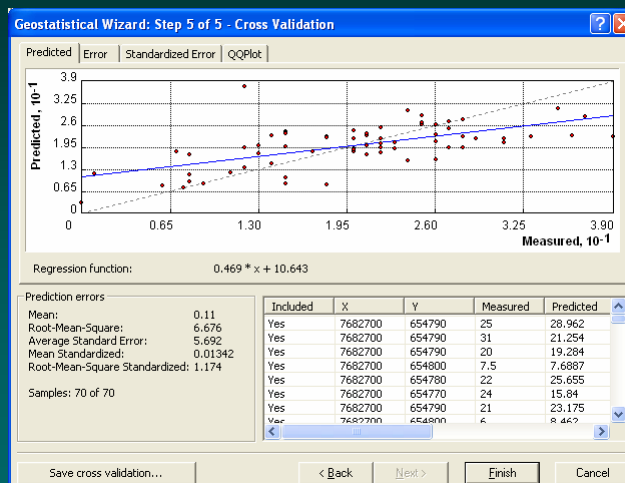 Geostatistical Wizard: Step 5 of 5 - Cross Validation
Predicted Error Standardized Error QQPlot
Predicted, 10⁻¹
3.9
3.25
2.6
1.95
1.3
0.65
0
0 0.65 1.30 1.95 2.60 3.25 3.90
Measured, 10⁻¹
Regression function: 0.469 * x + 10.643
Prediction errors
Mean: 0.11
Root-Mean-Square: 6.676
Average Standard Error: 5.692
Mean Standardized: 0.01342
Root-Mean-Square Standardized: 1.174
Samples: 70 of 70
Included X Y Measured Predicted
Yes 7682700 654790 25 28.962
Yes 7682700 654790 31 21.254
Yes 7682700 654790 20 19.284
Yes 7682700 654800 7.5 7.6887
Yes 7682700 654780 22 25.655
Yes 7682700 654770 24 15.84
Yes 7682700 654790 21 23.175
Yes 7682700 654800 6 8.462
Save cross validation...
< Back
Next >
Finish
Cancel